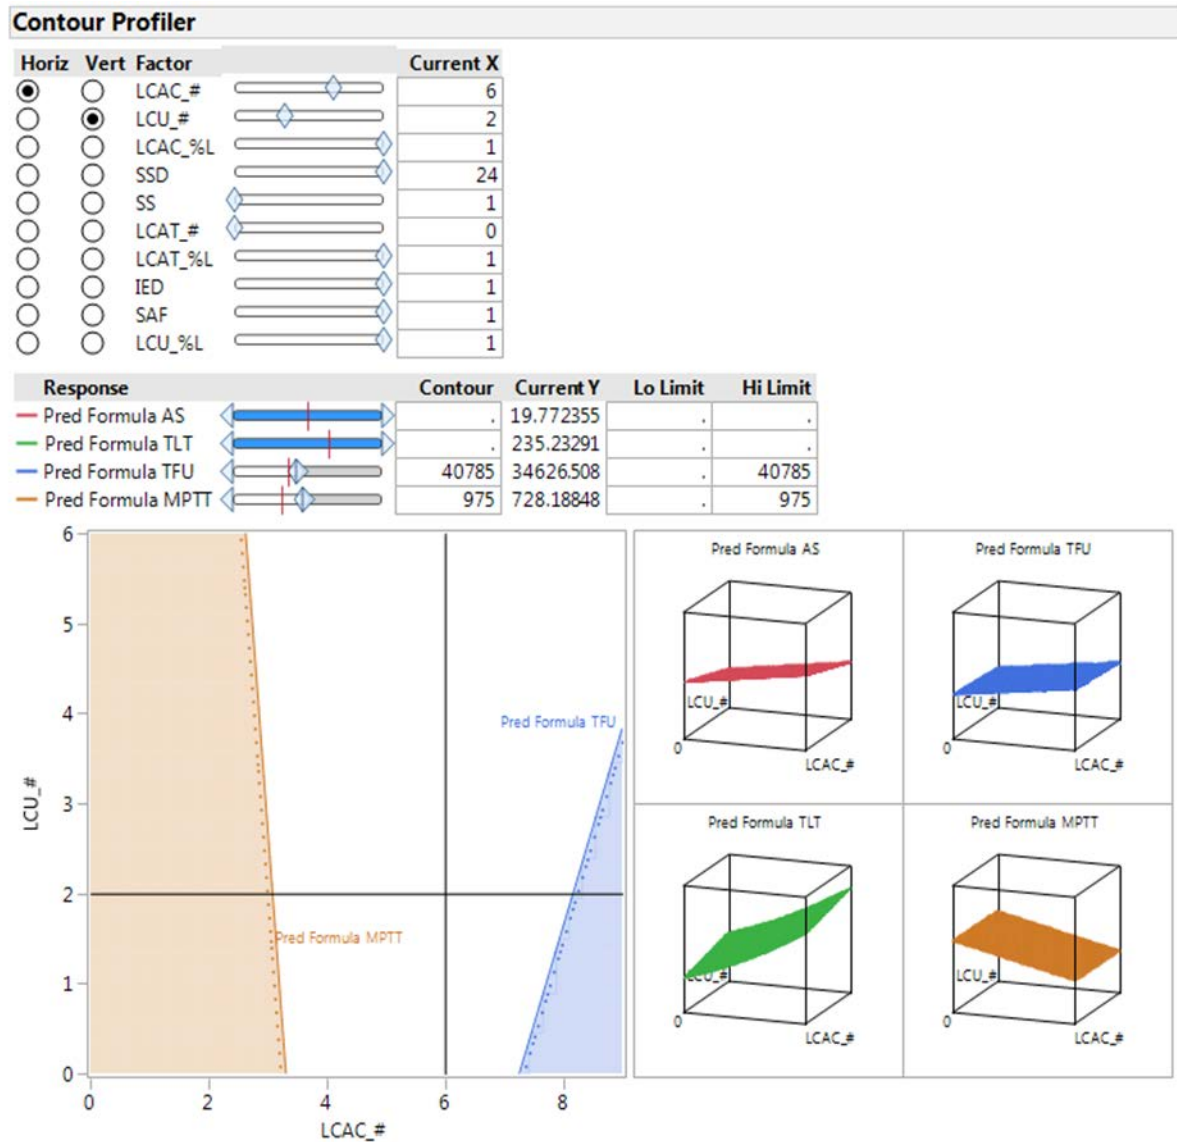 Contour Profiler
Horiz Vert Factor Current X
LCAC_# 6
LCU_# 2
LCAC_%L 1
SSD 24
SS 1
LCAT_# 0
LCAT_%L 1
IED 1
SAF 1
LCU_%L 1
Response Contour Current Y Lo Limit Hi Limit
Pred Formula AS . 19.772355 . .
Pred Formula TLT . 235.23291 . .
Pred Formula TFU 40785 34626.508 . 40785
Pred Formula MPTT 975 728.18848 . 975
6
5
4
3
2
1
0
LCU_#
Pred Formula TFU
Pred Formula MPTT
0 2 4 6 8
LCAC_#
Pred Formula AS
LCU_#
0
LCAC_#
Pred Formula TFU
LCU_#
0
LCAC_#
Pred Formula TLT
LCU_#
0
LCAC_#
Pred Formula MPTT
LCU_#
0
LCAC_#